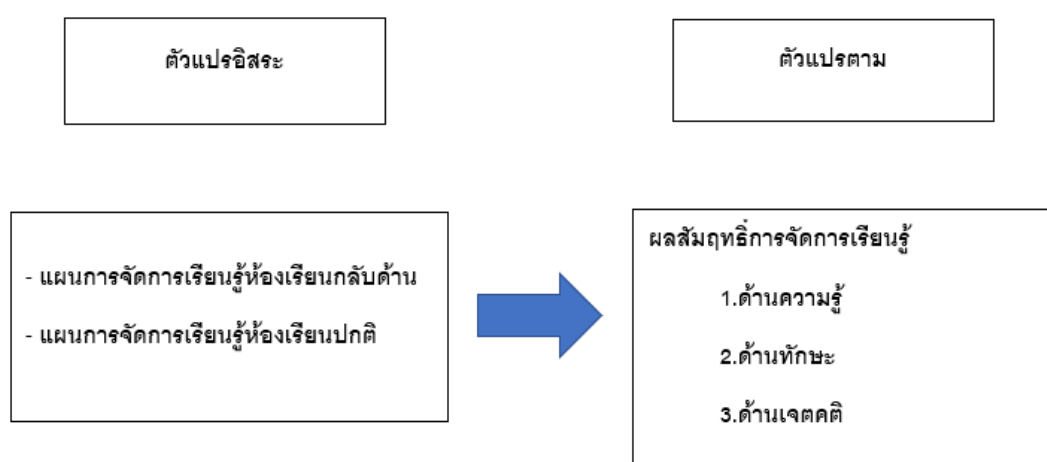 ตัวแปรอิสระ
ตัวแปรตาม
- แผนการจัดการเรียนรู้ห้องเรียนกลับด้าน
- แผนการจัดการเรียนรู้ห้องเรียนปกติ
ผลสัมฤทธิ์การจัดการเรียนรู้
1.ด้านความรู้
2.ด้านทักษะ
3.ด้านเจตคติ